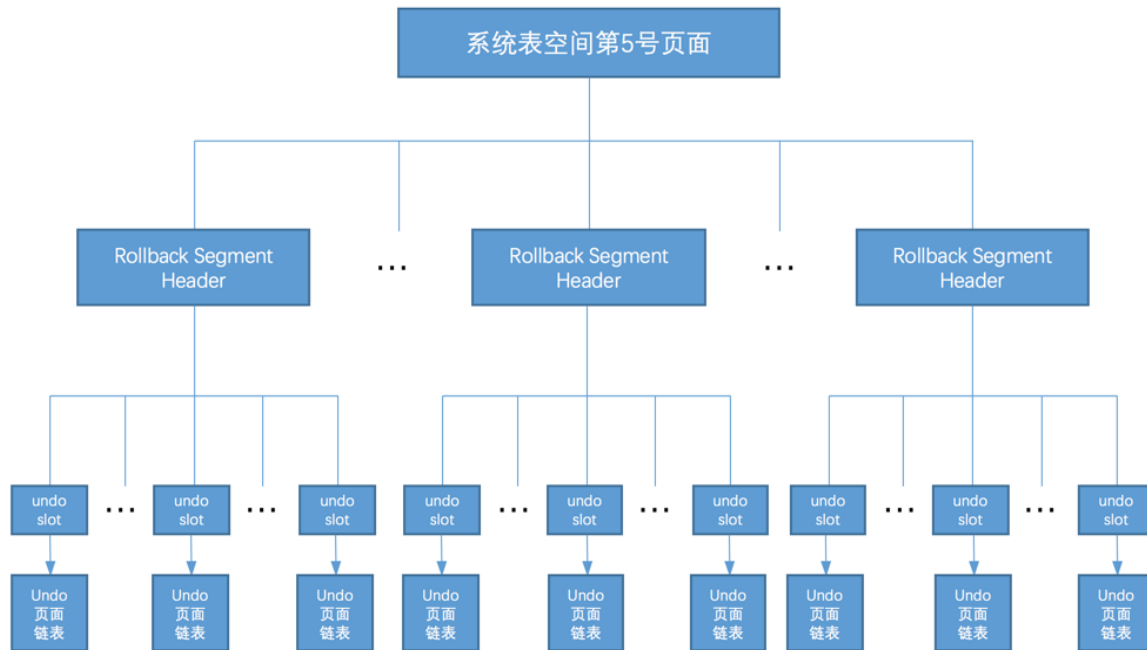 系统表空间第5号页面
Rollback Segment
Header
...
Rollback Segment
Header
...
Rollback Segment
Header
undo
slot
...
undo
slot
...
undo
slot
undo
slot
...
undo
slot
...
undo
slot
undo
slot
...
undo
slot
...
undo
slot
Undo
页面
链表
Undo
页面
链表
Undo
页面
链表
Undo
页面
链表
Undo
页面
链表
Undo
页面
链表
Undo
页面
链表
Undo
页面
链表
Undo
页面
链表